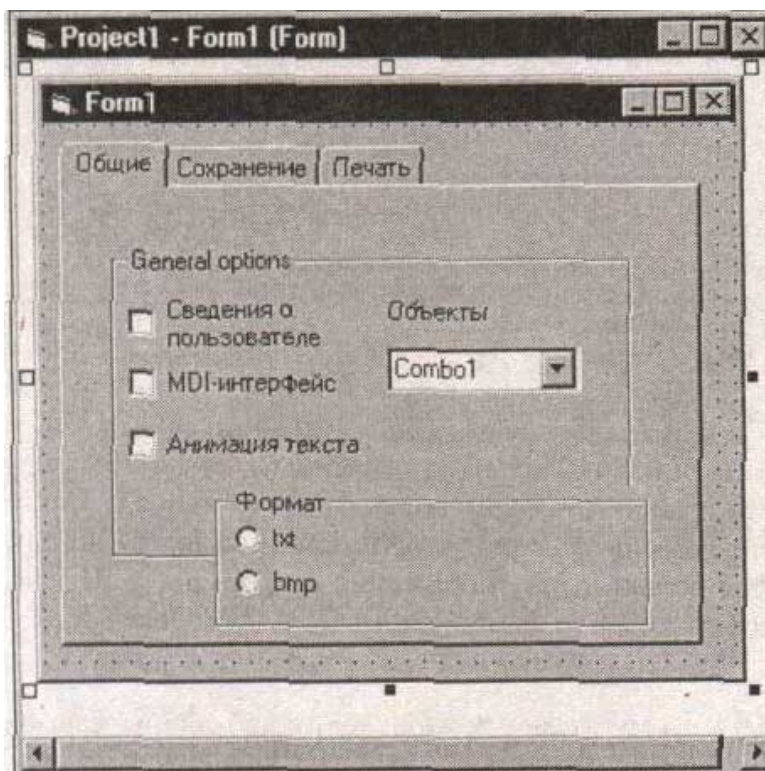 Project1 - Form1 (Form)
Form1
Общие Сохранение Печать
General options
Сведения о
пользователе
Объекты
MDI-интерфейс
Combo1
Анимация текста
Формат
txt
bmp